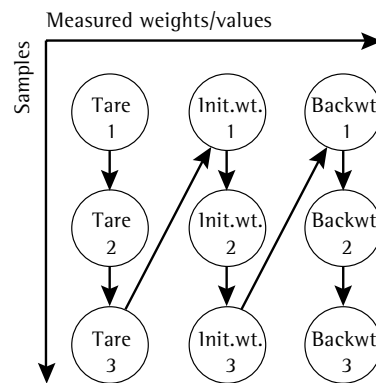 Measured weights/values
Samples
Tare
1
Init.wt.
1
Backwt
1
Tare
2
Init.wt.
2
Backwt
2
Tare
3
Init.wt.
3
Backwt
3